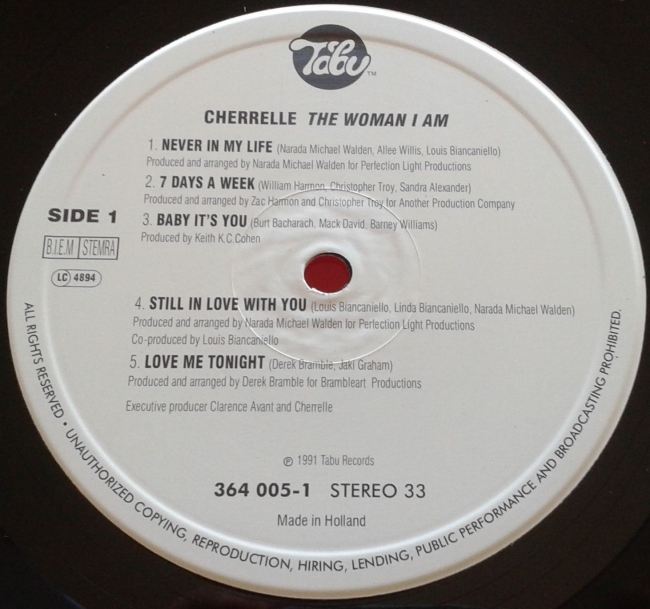 Tabu™
CHERRELLE THE WOMAN I AM
1. NEVER IN MY LIFE (Narada Michael Walden, Allee Willis, Louis Biancaniello)
Produced and arranged by Narada Michael Walden for Perfection Light Productions
2. 7 DAYS A WEEK (William Harmon, Christopher Troy, Sandra Alexander)
Produced and arranged by Zac Harmon and Christopher Troy for Another Production Company
SIDE 1
3. BABY IT'S YOU (Burt Bacharach, Mack David, Barney Williams)
Produced by Keith K.C. Cohen
B.I.E.M STEMRA
LC 4894
4. STILL IN LOVE WITH YOU (Louis Biancaniello, Linda Biancaniello, Narada Michael Walden)
Produced and arranged by Narada Michael Walden for Perfection Light Productions
Co-produced by Louis Biancaniello
5. LOVE ME TONIGHT (Derek Bramble, Jaki Graham)
Produced and arranged by Derek Bramble for Brambleart Productions
Executive producer Clarence Avant and Cherrelle
℗ 1991 Tabu Records
364 005-1 STEREO 33
Made in Holland
ALL RIGHTS RESERVED • UNAUTHORIZED COPYING, REPRODUCTION, HIRING, LENDING, PUBLIC PERFORMANCE AND BROADCASTING PROHIBITED.